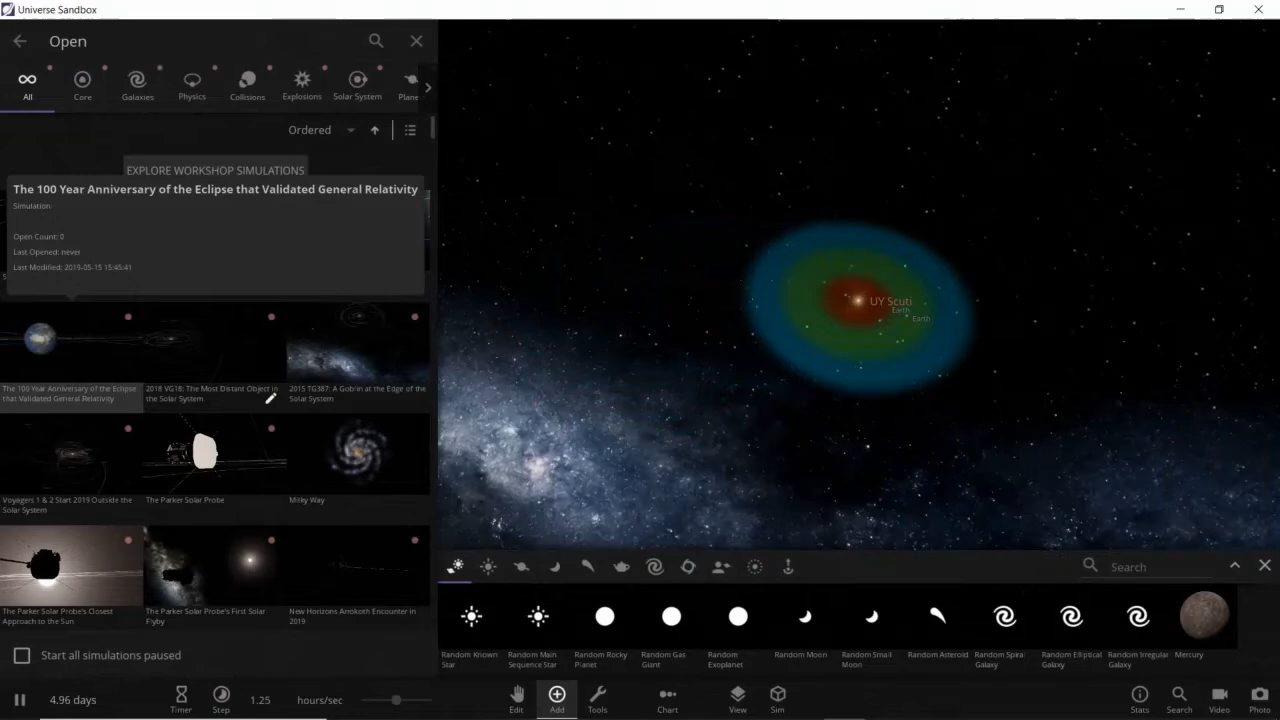 Universe Sandbox
Open
All
Core
Galaxies
Physics
Collisions
Explosions
Solar System
Plane
Ordered
EXPLORE WORKSHOP SIMULATIONS
The 100 Year Anniversary of the Eclipse that Validated General Relativity
Simulation
Open Count: 0
Last Opened: never
Last Modified: 2019-05-15 15:45:41
The 100 Year Anniversary of the Eclipse
that Validated General Relativity
2018 VG18: The Most Distant Object in
the Solar System
2015 TG387: A Goblin at the Edge of the
Solar System
Voyagers 1 & 2 Start 2019 Outside the
Solar System
The Parker Solar Probe
Milky Way
The Parker Solar Probe's Closest
Approach to the Sun
The Parker Solar Probe's First Solar
Flyby
New Horizons Arrokoth Encounter in
2019
Start all simulations paused
UY Scuti
Earth
Earth
Search
Random Known
Star
Random Main
Sequence Star
Random Rocky
Planet
Random Gas
Giant
Random
Exoplanet
Random Moon
Random Small
Moon
Random Asteroid
Random Spiral
Galaxy
Random Elliptical
Galaxy
Random Irregular
Galaxy
Mercury
4.96 days
Timer
Step
1.25
hours/sec
Edit
Add
Tools
Chart
View
Sim
Stats
Search
Video
Photo